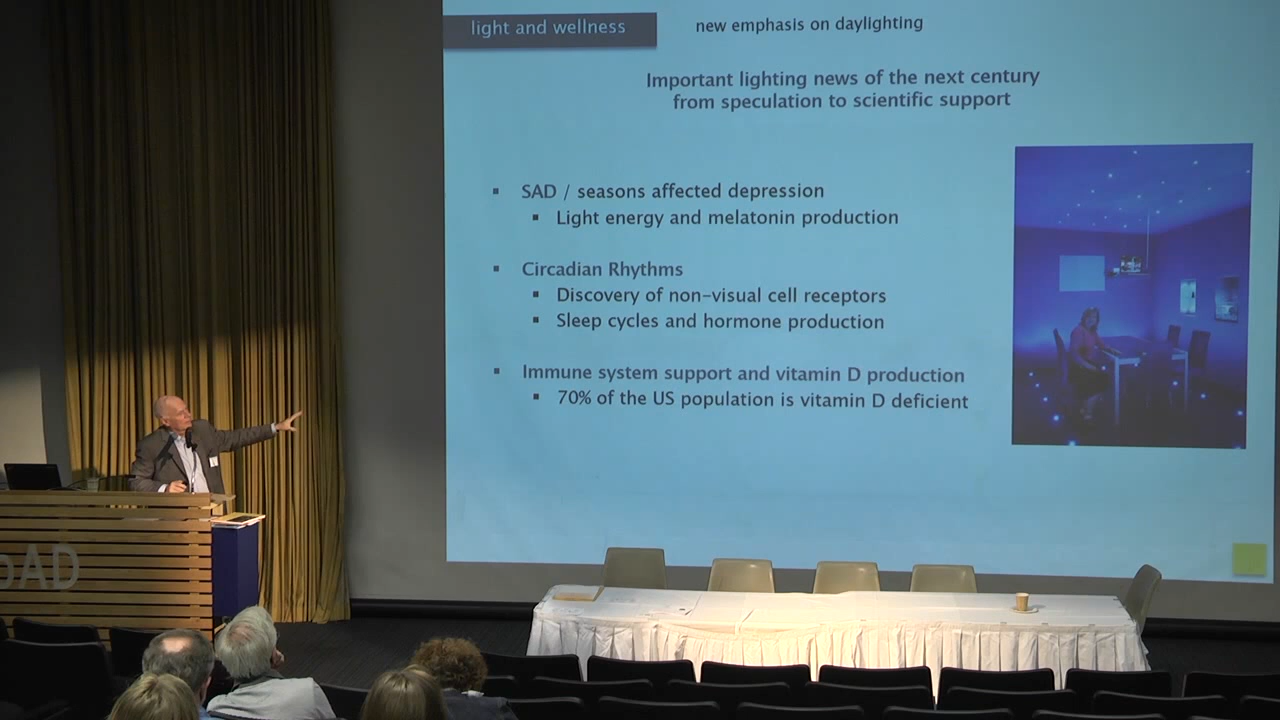 light and wellness
new emphasis on daylighting
Important lighting news of the next century
from speculation to scientific support
▪ SAD / seasons affected depression
▪ Light energy and melatonin production
▪ Circadian Rhythms
▪ Discovery of non-visual cell receptors
▪ Sleep cycles and hormone production
▪ Immune system support and vitamin D production
▪ 70% of the US population is vitamin D deficient
AD